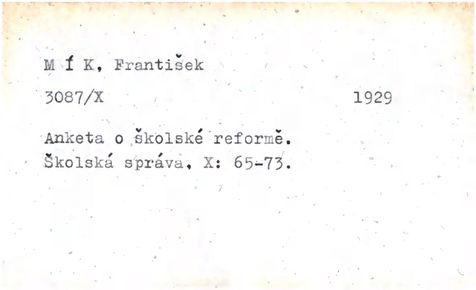 M Í K, František
3087/X 1929
Anketa o školské reformě.
Školská správa, X: 65-73.